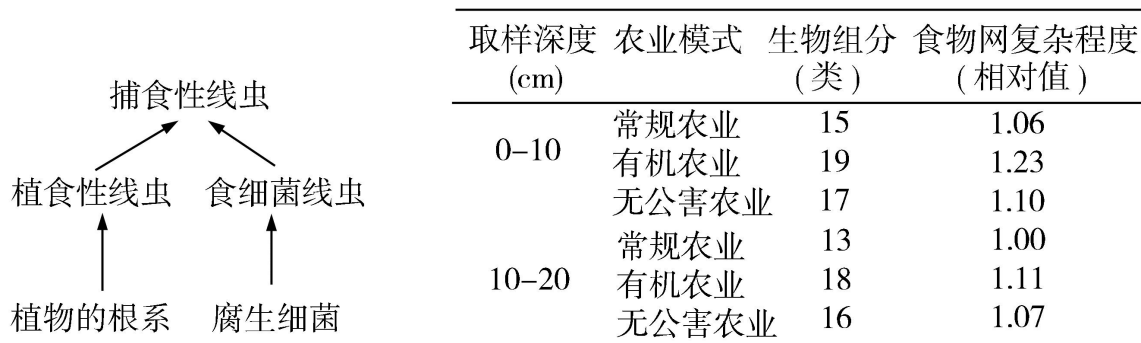 捕食性线虫
植食性线虫 食细菌线虫
植物的根系 腐生细菌
取样深度 农业模式 生物组分 食物网复杂程度
(cm) (类) (相对值)
0-10
常规农业 15 1.06
有机农业 19 1.23
无公害农业 17 1.10
10-20
常规农业 13 1.00
有机农业 18 1.11
无公害农业 16 1.07